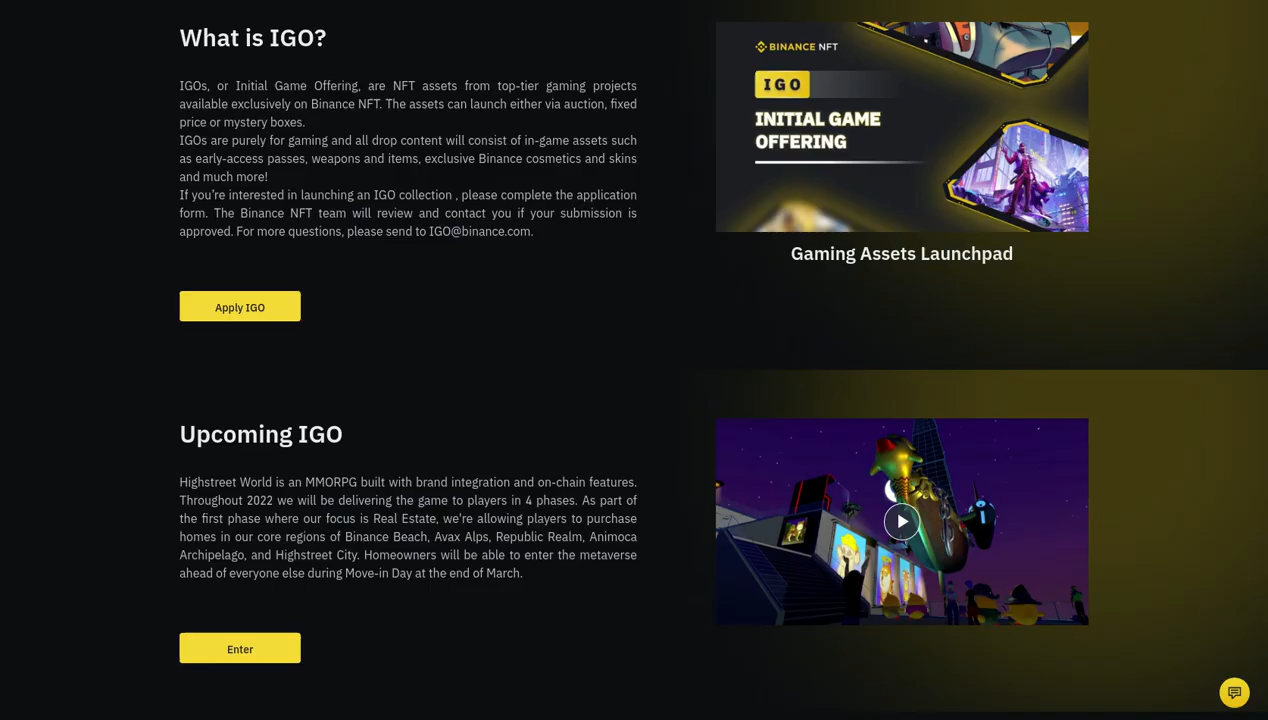 What is IGO?
IGOs, or Initial Game Offering, are NFT assets from top-tier gaming projects
available exclusively on Binance NFT. The assets can launch either via auction, fixed
price or mystery boxes.
IGOs are purely for gaming and all drop content will consist of in-game assets such
as early-access passes, weapons and items, exclusive Binance cosmetics and skins
and much more!
If you're interested in launching an IGO collection , please complete the application
form. The Binance NFT team will review and contact you if your submission is
approved. For more questions, please send to IGO@binance.com.
Apply IGO
BINANCE NFT
IGO
INITIAL GAME
OFFERING
Gaming Assets Launchpad
Upcoming IGO
Highstreet World is an MMORPG built with brand integration and on-chain features.
Throughout 2022 we will be delivering the game to players in 4 phases. As part of
the first phase where our focus is Real Estate, we're allowing players to purchase
homes in our core regions of Binance Beach, Avax Alps, Republic Realm, Animoca
Archipelago, and Highstreet City. Homeowners will be able to enter the metaverse
ahead of everyone else during Move-in Day at the end of March.
Enter